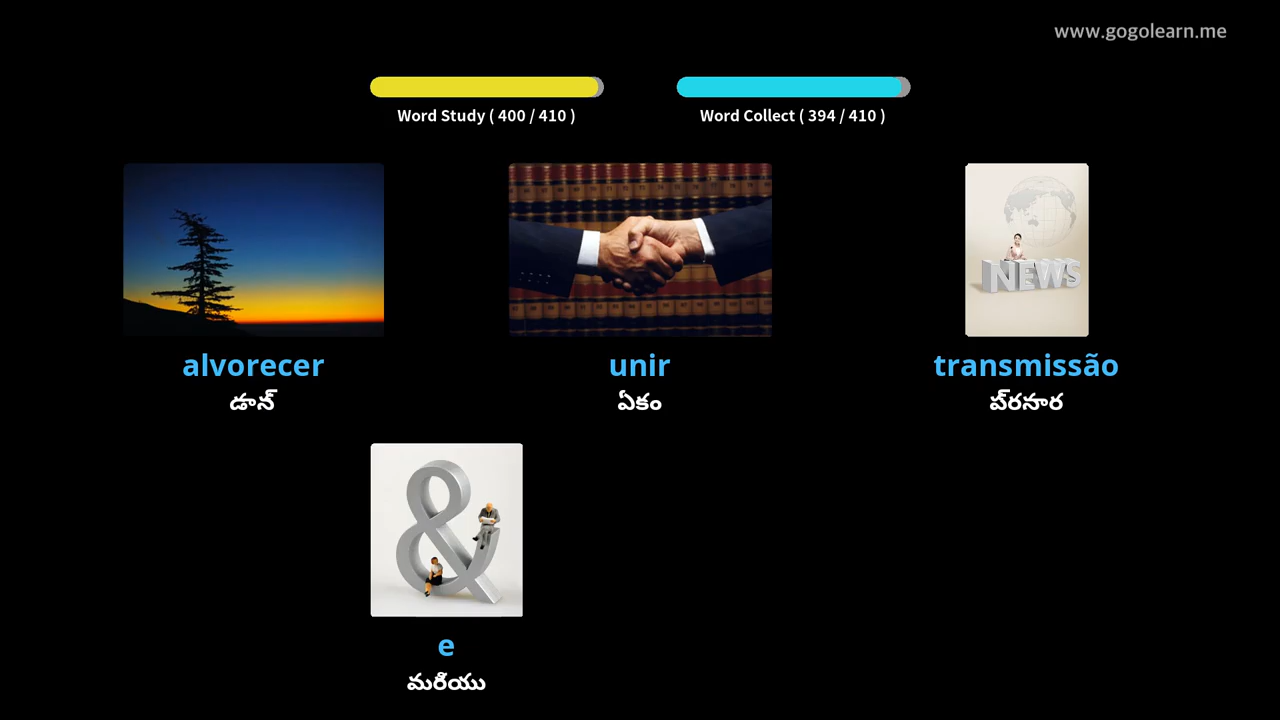 www.gogolearn.me
Word Study ( 400 / 410 )
Word Collect ( 394 / 410 )
NEWS
alvorecer
unir
transmissão
డాన్
ఏకం
ప్రసార
&
e
మరియు